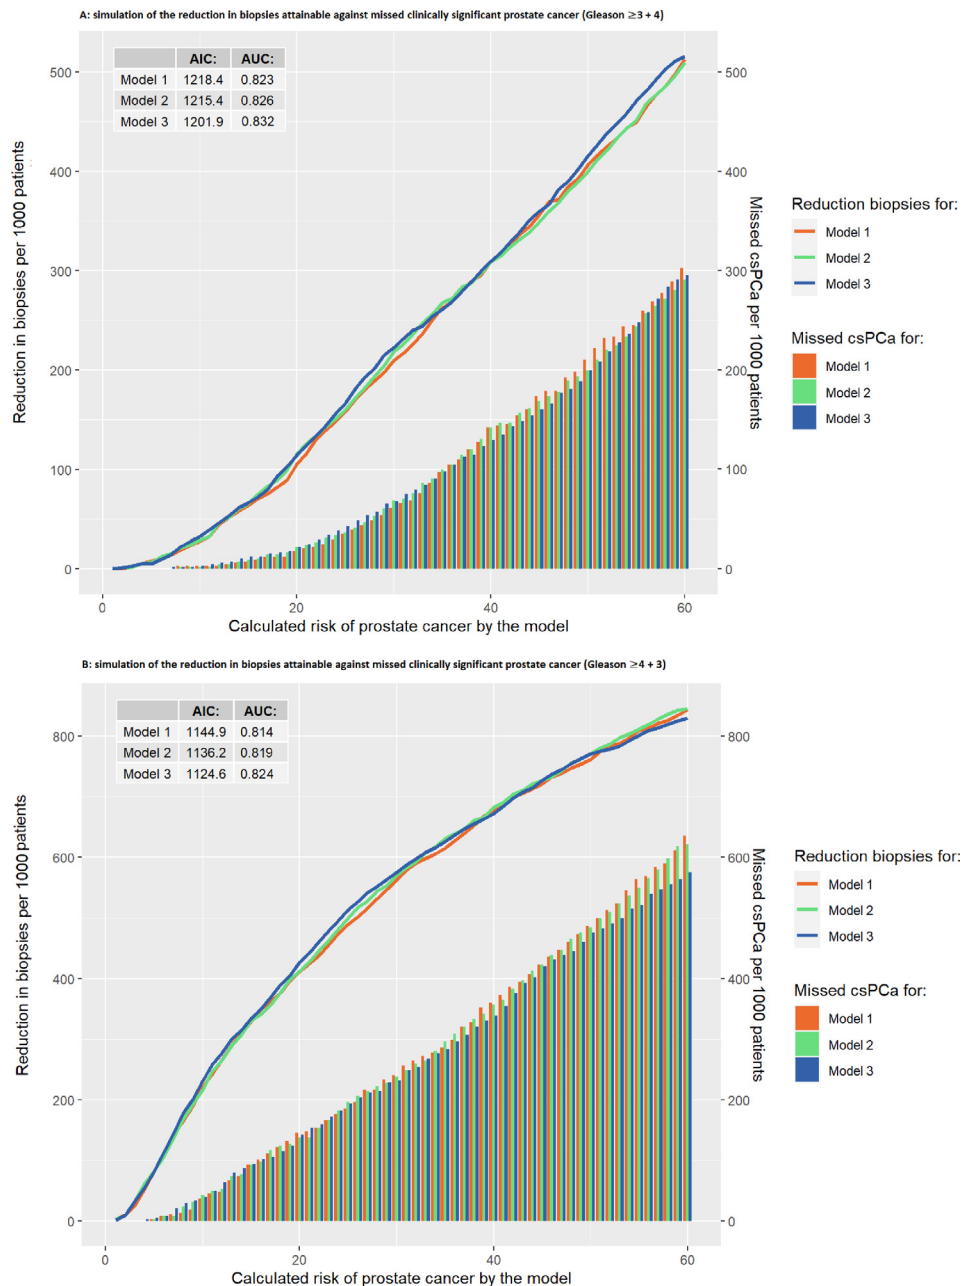 A: simulation of the reduction in biopsies attainable against missed clinically significant prostate cancer (Gleason ≥3 + 4)
AIC: AUC:
Model 1 1218.4 0.823
Model 2 1215.4 0.826
Model 3 1201.9 0.832
Reduction in biopsies per 1000 patients
500
400
300
200
100
0
500
400
300
200
100
0
Missed csPCa per 1000 patients
0 20 40 60
Calculated risk of prostate cancer by the model
Reduction biopsies for:
Model 1
Model 2
Model 3
Missed csPCa for:
Model 1
Model 2
Model 3
B: simulation of the reduction in biopsies attainable against missed clinically significant prostate cancer (Gleason ≥4 + 3)
AIC: AUC:
Model 1 1144.9 0.814
Model 2 1136.2 0.819
Model 3 1124.6 0.824
Reduction in biopsies per 1000 patients
800
600
400
200
0
800
600
400
200
0
Missed csPCa per 1000 patients
0 20 40 60
Calculated risk of prostate cancer by the model
Reduction biopsies for:
Model 1
Model 2
Model 3
Missed csPCa for:
Model 1
Model 2
Model 3